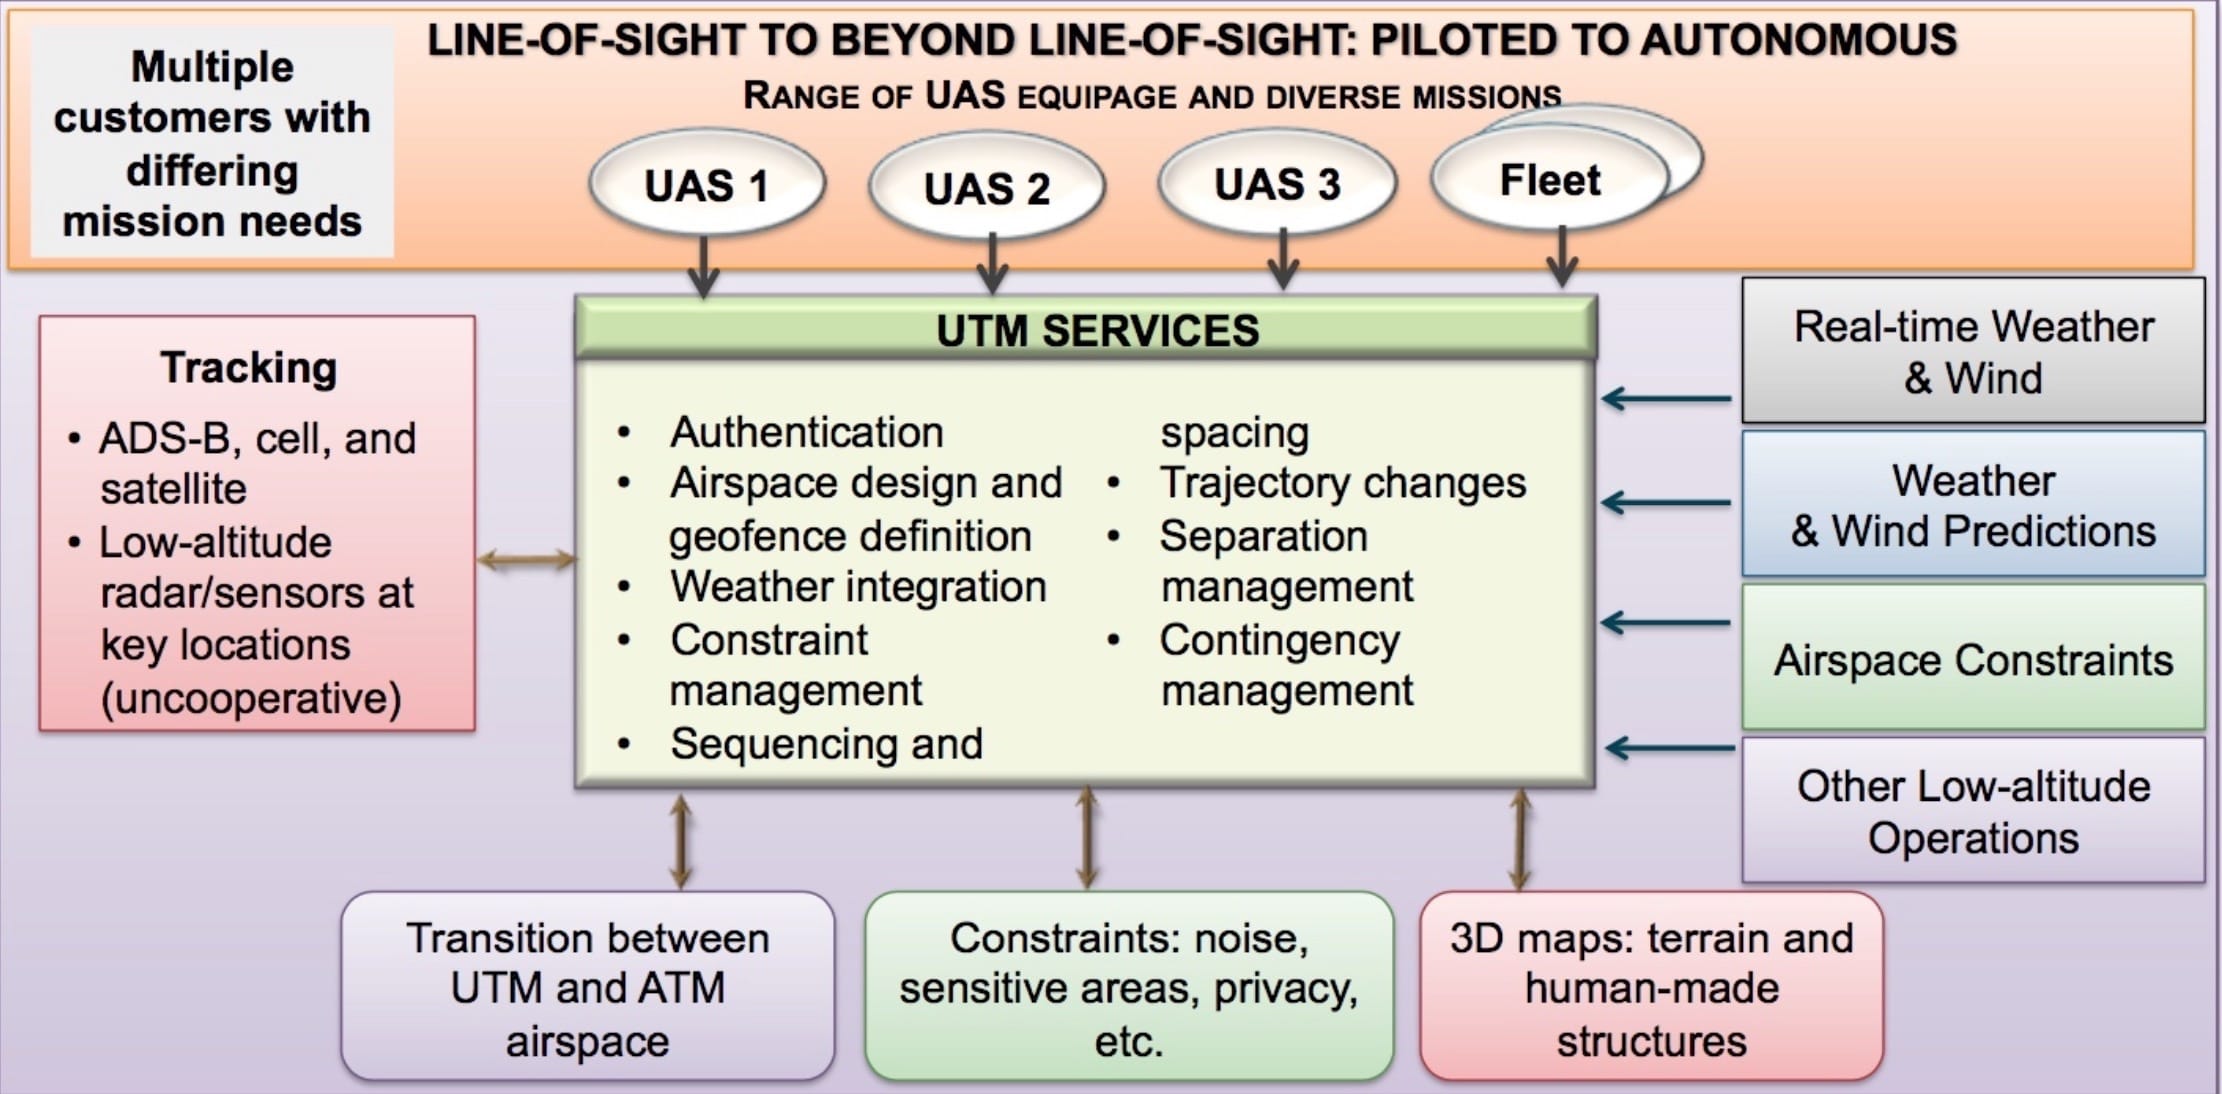 LINE-OF-SIGHT TO BEYOND LINE-OF-SIGHT: PILOTED TO AUTONOMOUS
RANGE OF UAS EQUIPAGE AND DIVERSE MISSIONS
Multiple
customers with
differing
mission needs
UAS 1
UAS 2
UAS 3
Fleet
Tracking
• ADS-B, cell, and
satellite
• Low-altitude
radar/sensors at
key locations
(uncooperative)
UTM SERVICES
• Authentication
• Airspace design and
geofence definition
• Weather integration
• Constraint
management
• Sequencing and
spacing
• Trajectory changes
• Separation
management
• Contingency
management
Real-time Weather
& Wind
Weather
& Wind Predictions
Airspace Constraints
Other Low-altitude
Operations
Transition between
UTM and ATM
airspace
Constraints: noise,
sensitive areas, privacy,
etc.
3D maps: terrain and
human-made
structures